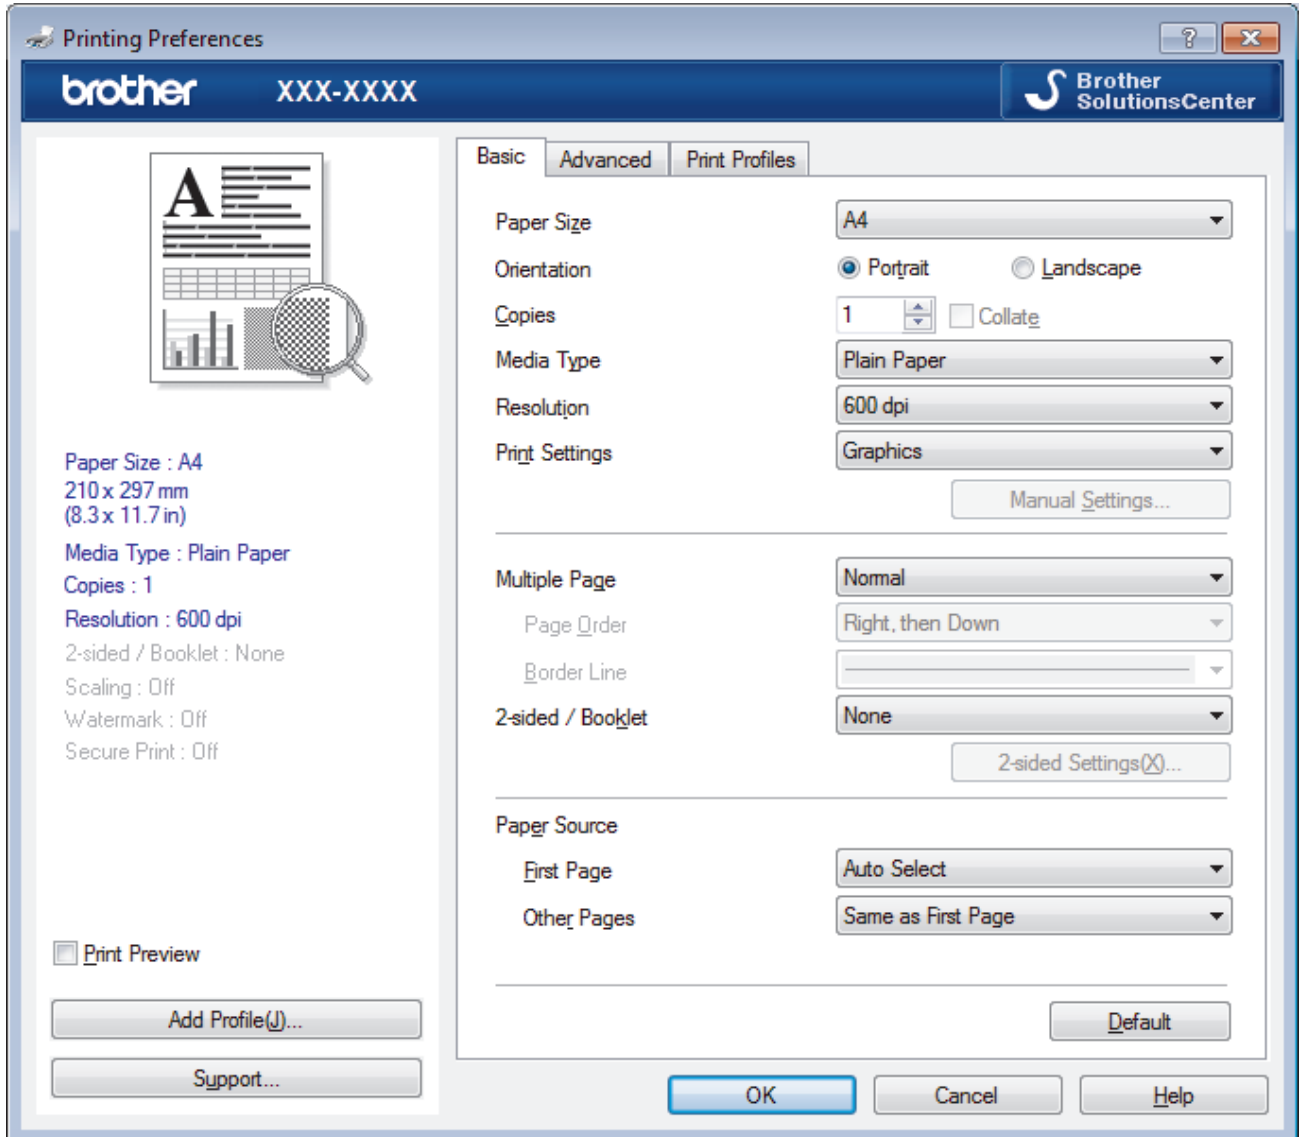 Printing Preferences
brother XXX-XXXX Brother
SolutionsCenter
A
Paper Size : A4
210 x 297 mm
(8.3 x 11.7 in)
Media Type : Plain Paper
Copies : 1
Resolution : 600 dpi
2-sided / Booklet : None
Scaling : Off
Watermark : Off
Secure Print : Off
Print Preview
Add Profile(J)...
Support...
Basic Advanced Print Profiles
Paper Size A4
Orientation Portrait Landscape
Copies 1 Collate
Media Type Plain Paper
Resolution 600 dpi
Print Settings Graphics
Manual Settings...
Multiple Page Normal
Page Order Right, then Down
Border Line
2-sided / Booklet None
2-sided Settings(X)...
Paper Source
First Page Auto Select
Other Pages Same as First Page
Default
OK Cancel Help